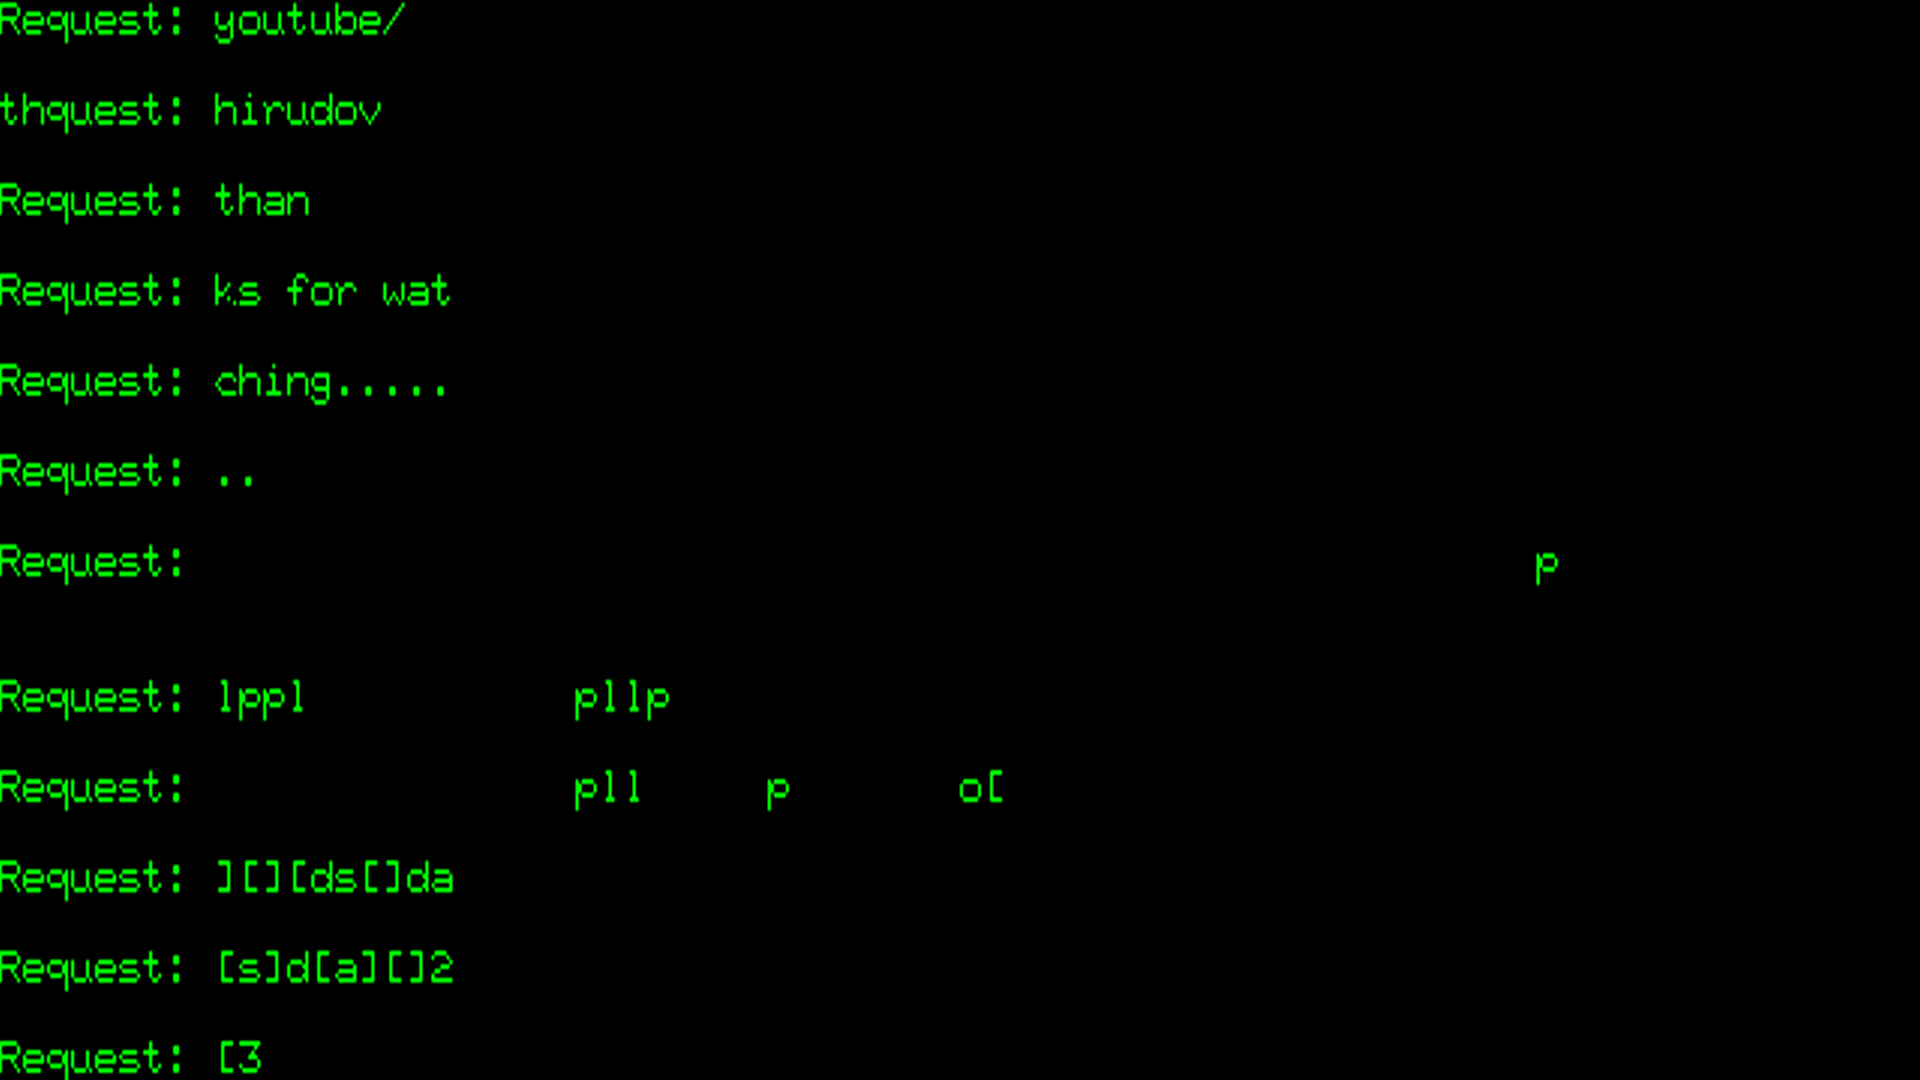 Request: youtube/
thquest: hirudov
Request: than
Request: ks for wat
Request: ching.....
Request: ..
Request: p
Request: lppl pllp
Request: pll p o[
Request: ][][ds[]da
Request: [s]d[a][]2
Request: [3